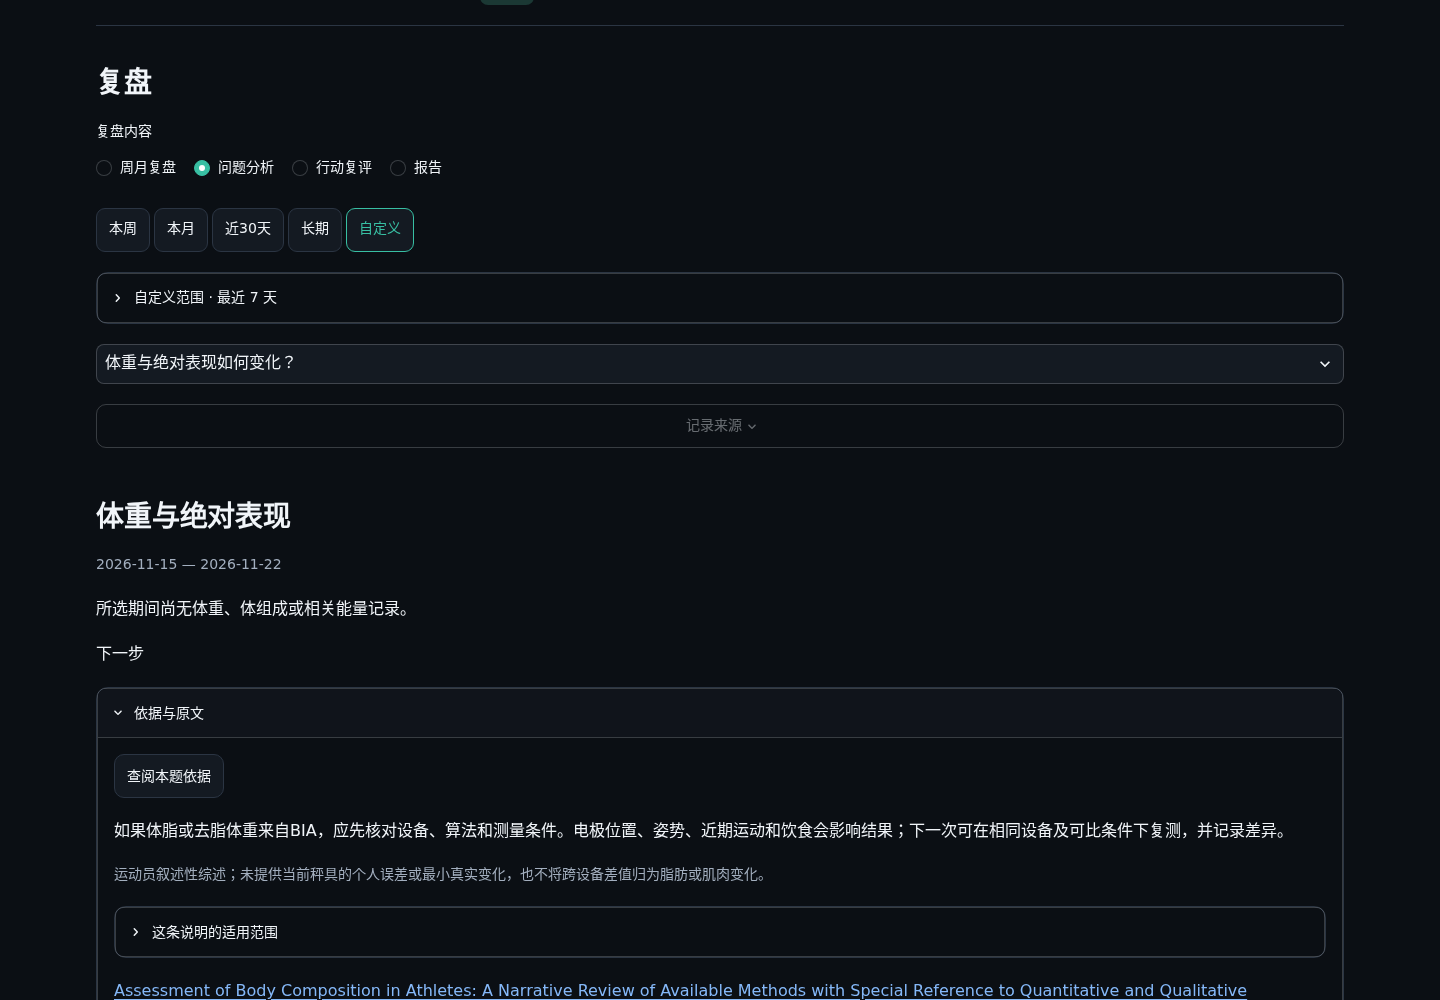 复盘
复盘内容
周月复盘 问题分析 行动复评 报告
本周 本月 近30天 长期 自定义
自定义范围 · 最近 7 天
体重与绝对表现如何变化？
记录来源
体重与绝对表现
2026-11-15 — 2026-11-22
所选期间尚无体重、体组成或相关能量记录。
下一步
依据与原文
查阅本题依据
如果体脂或去脂体重来自BIA，应先核对设备、算法和测量条件。电极位置、姿势、近期运动和饮食会影响结果；下一次可在相同设备及可比条件下复测，并记录差异。
运动员叙述性综述；未提供当前秤具的个人误差或最小真实变化，也不将跨设备差值归为脂肪或肌肉变化。
这条说明的适用范围
Assessment of Body Composition in Athletes: A Narrative Review of Available Methods with Special Reference to Quantitative and Qualitative